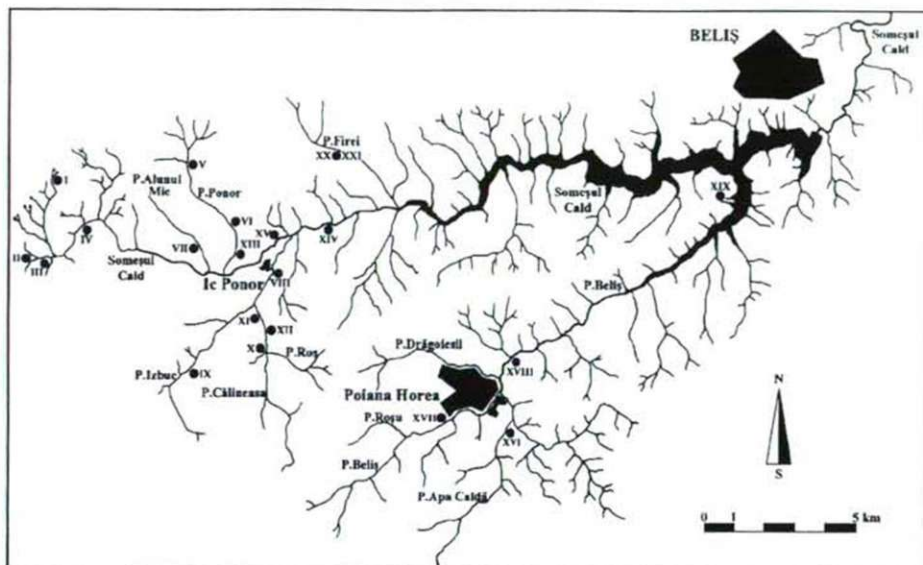 BELIŞ
Someşul
Cald
P.Firei
XX XXI
I
V
P.Alunul
Mic
P.Ponor
XIX
Someşul
Cald
VI
IV
XV
XIV
VII
XIII
II
III
Someşul
Cald
Ic Ponor
VIII
P.Beliş
XI
XII
P.Drăgoiesii
X
P.Roş
XVIII
P.Izbuc
IX
P.Călineasa
Poiana Horea
N
P.Roşu
XVII
XVI
P.Beliş
S
P.Apa Caldă
0 1 5 km